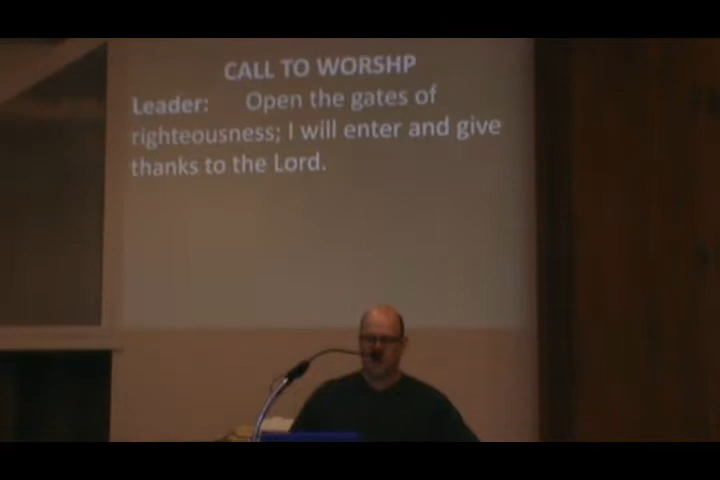 CALL TO WORSHP
Leader: Open the gates of
righteousness; I will enter and give
thanks to the Lord.